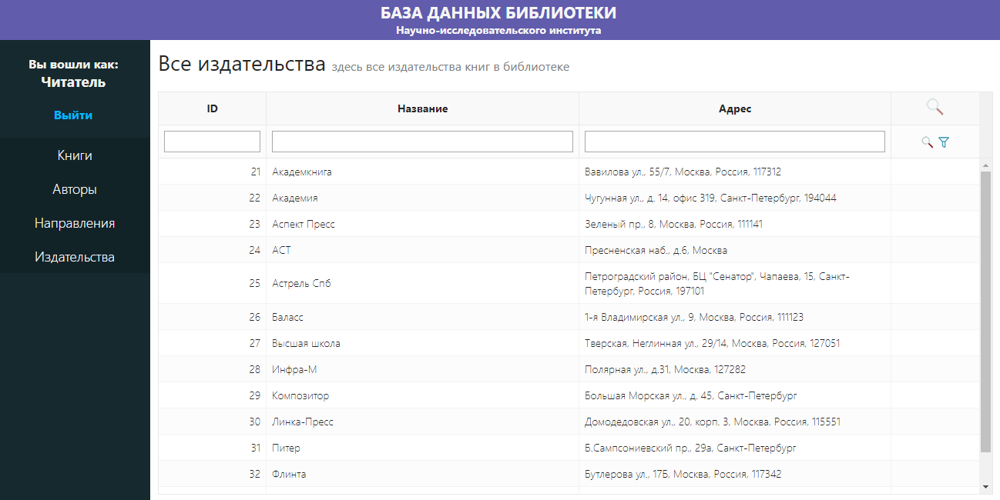 БАЗА ДАННЫХ БИБЛИОТЕКИ
Научно-исследовательского института
Вы вошли как:
Читатель
Выйти
Книги
Авторы
Направления
Издательства
Все издательства здесь все издательства книг в библиотеке
ID Название Адрес
21 Академкнига Вавилова ул., 55/7, Москва, Россия, 117312
22 Академия Чугунная ул., д. 14, офис 319, Санкт-Петербург, 194044
23 Аспект Пресс Зеленый пр., 8, Москва, Россия, 111141
24 АСТ Пресненская наб., д.6, Москва
25 Астрель Спб Петроградский район, БЦ "Сенатор", Чапаева, 15, Санкт-
Петербург, Россия, 197101
26 Баласс 1-я Владимирская ул., 9, Москва, Россия, 111123
27 Высшая школа Тверская, Неглинная ул., 29/14, Москва, Россия, 127051
28 Инфра-М Полярная ул., д.31, Москва, 127282
29 Композитор Большая Морская ул., д. 45, Санкт-Петербург
30 Линка-Пресс Домодедовская ул., 20, корп. 3, Москва, Россия, 115551
31 Питер Б.Сампсониевский пр., 29а, Санкт-Петербург
32 Флинта Бутлерова ул., 17Б, Москва, Россия, 117342